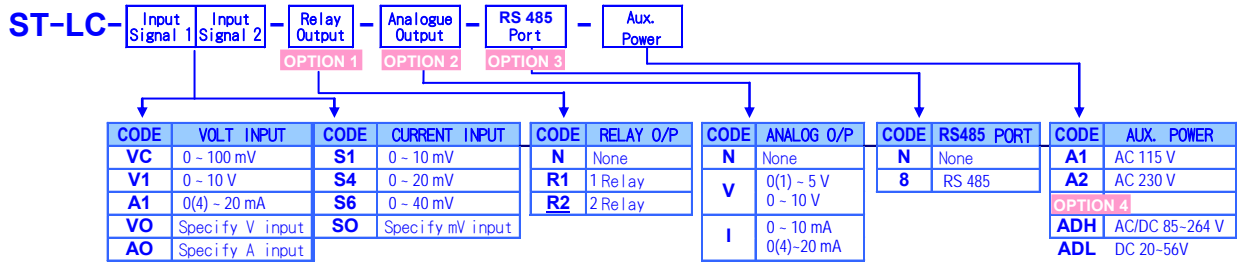 ST-LC- Input Signal 1 Input Signal 2 - Relay Output - Analogue Output - RS 485 Port - Aux. Power
OPTION 1 OPTION 2 OPTION 3
CODE VOLT INPUT
VC 0 ~ 100 mV
V1 0 ~ 10 V
A1 0(4) ~ 20 mA
VO Specify V input
AO Specify A input
CODE CURRENT INPUT
S1 0 ~ 10 mV
S4 0 ~ 20 mV
S6 0 ~ 40 mV
SO Specify mV input
CODE RELAY O/P
N None
R1 1 Relay
R2 2 Relay
CODE ANALOG O/P
N None
V 0(1) ~ 5 V
0 ~ 10 V
I 0 ~ 10 mA
0(4)~20 mA
CODE RS485 PORT
N None
8 RS 485
CODE AUX. POWER
A1 AC 115 V
A2 AC 230 V
OPTION 4
ADH AC/DC 85~264 V
ADL DC 20~56V